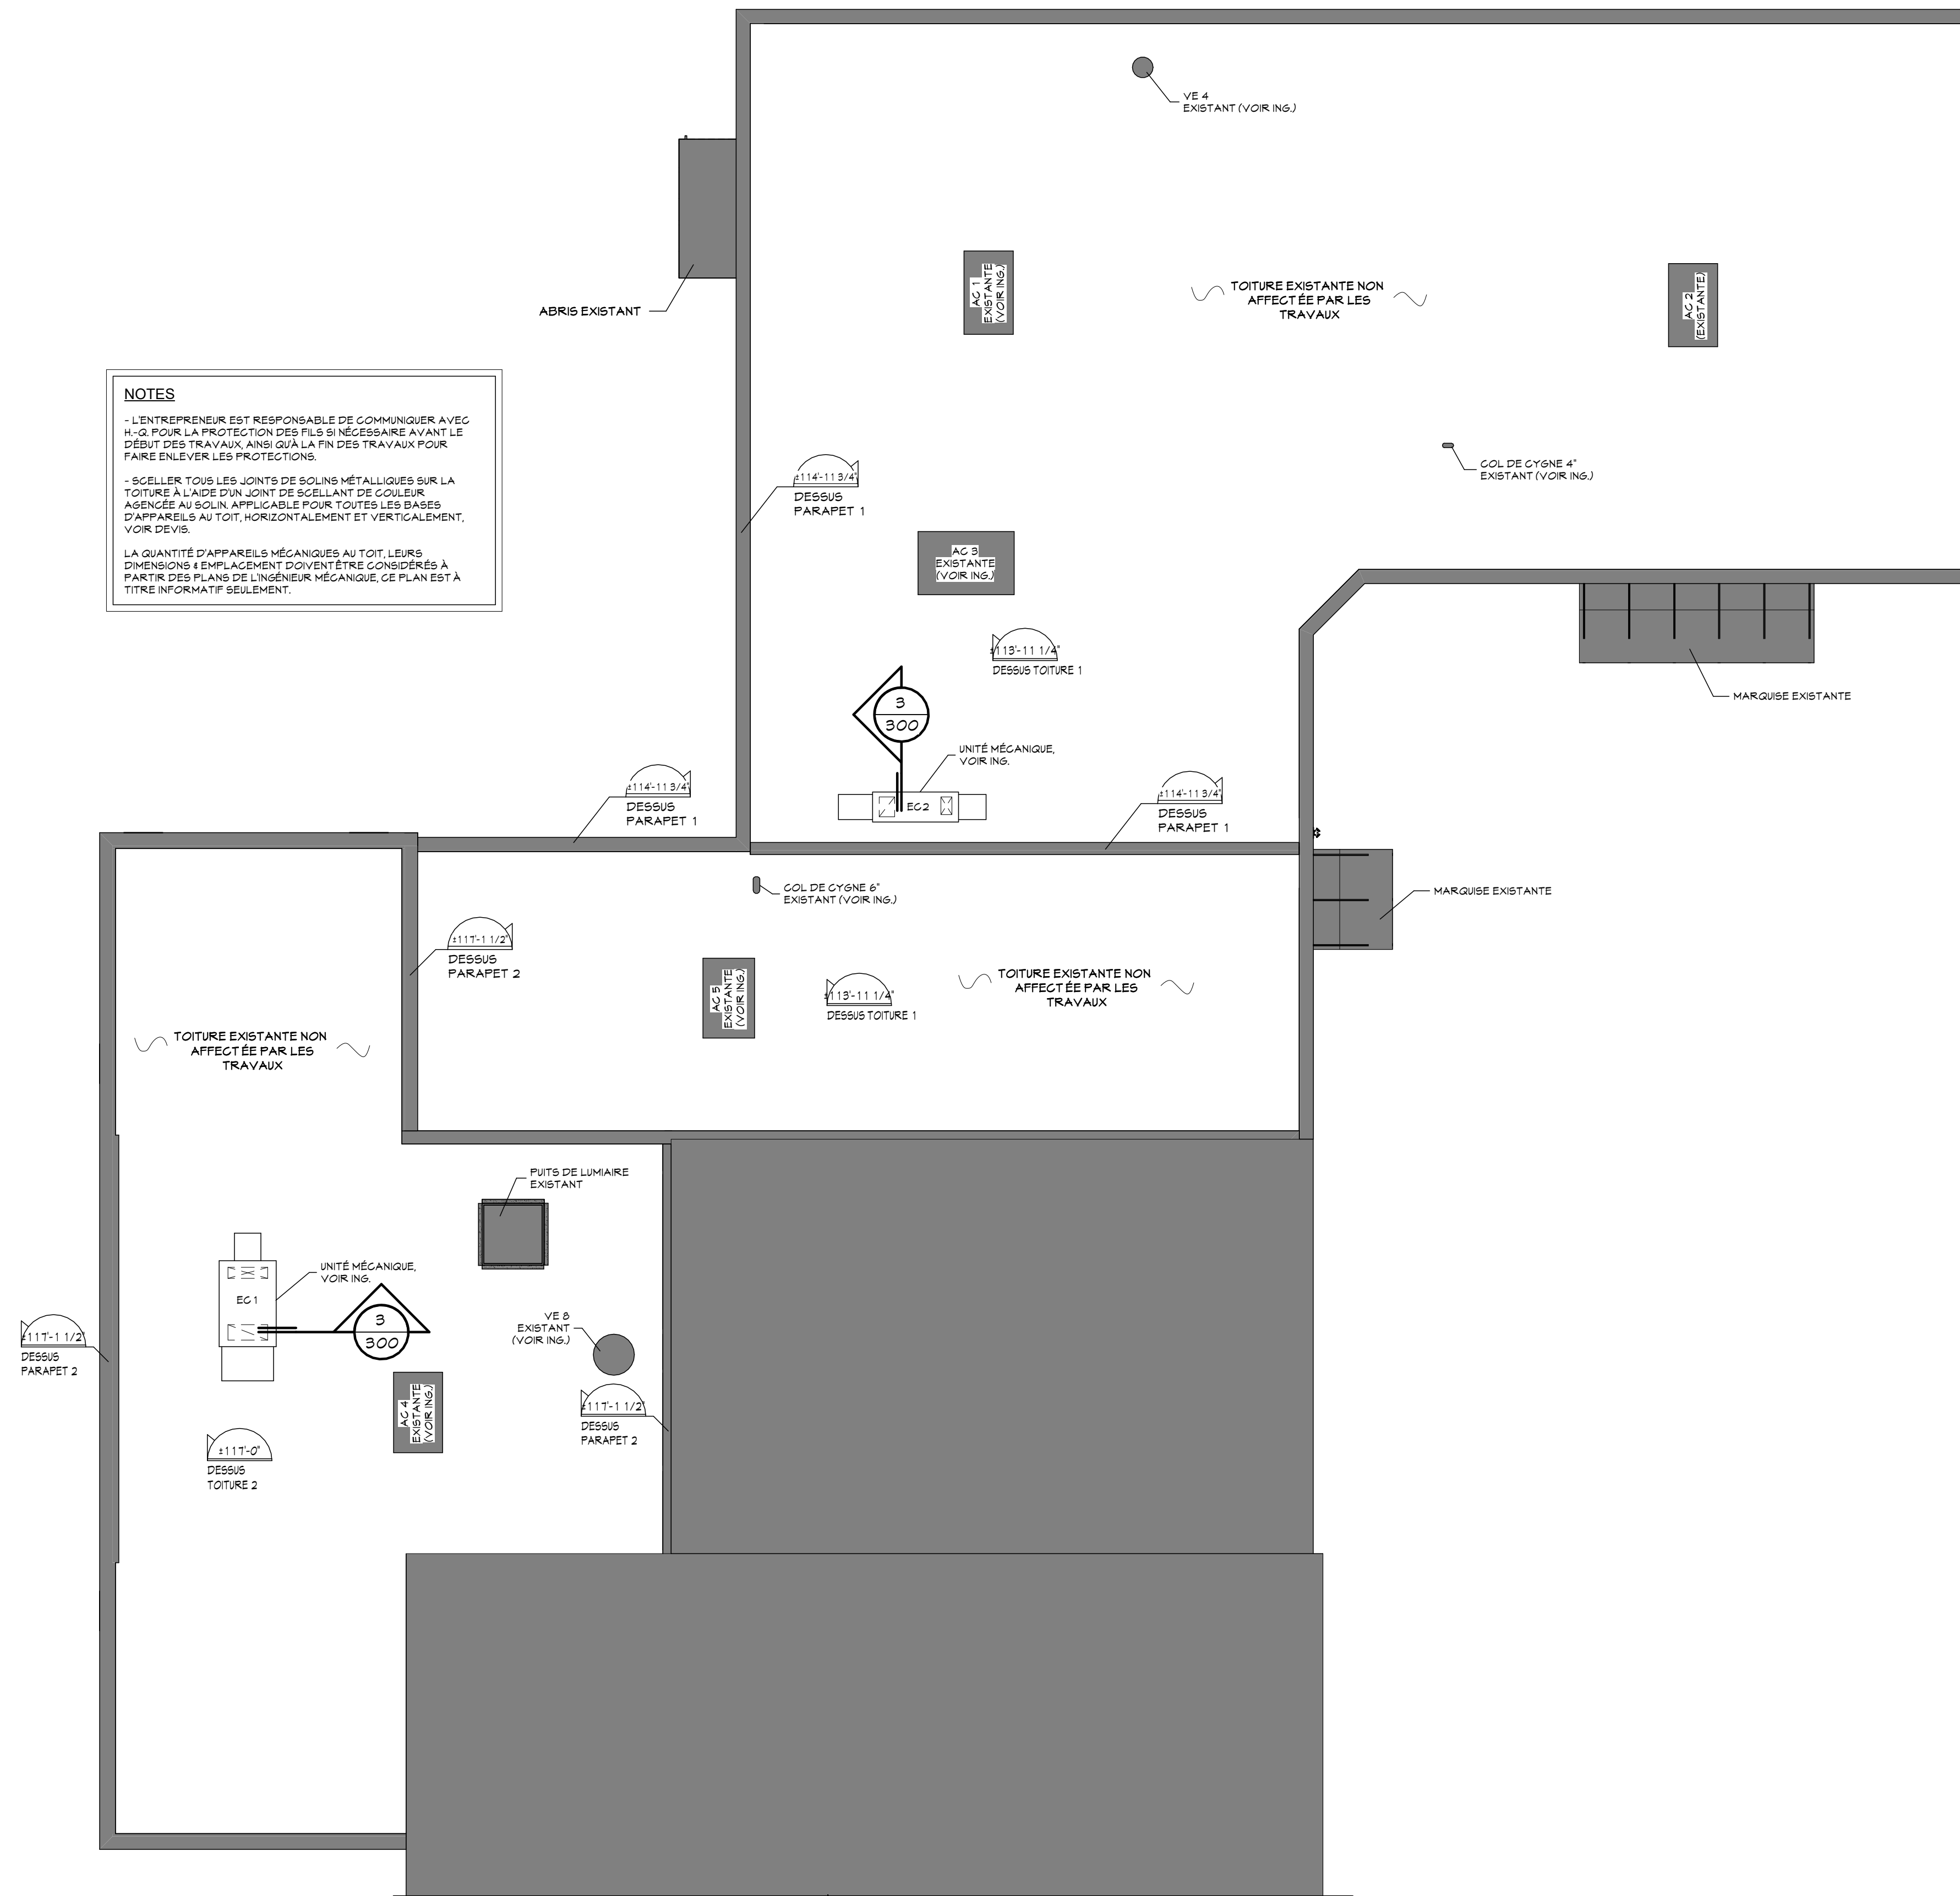 VE 4
EXISTANT (VOIR ING.)
ABRIS EXISTANT
AC 1
EXISTANTE
(VOIR ING.)
TOITURE EXISTANTE NON
AFFECTÉE PAR LES
TRAVAUX
AC 2
(EXISTANTE)
NOTES
- L'ENTREPRENEUR EST RESPONSABLE DE COMMUNIQUER AVEC
H.-Q. POUR LA PROTECTION DES FILS SI NÉCESSAIRE AVANT LE
DÉBUT DES TRAVAUX, AINSI QU'À LA FIN DES TRAVAUX POUR
FAIRE ENLEVER LES PROTECTIONS.
- SCELLER TOUS LES JOINTS DE SOLINS MÉTALLIQUES SUR LA
TOITURE À L'AIDE D'UN JOINT DE SCELLANT DE COULEUR
AGENCÉE AU SOLIN. APPLICABLE POUR TOUTES LES BASES
D'APPAREILS AU TOIT, HORIZONTALEMENT ET VERTICALEMENT,
VOIR DEVIS.
LA QUANTITÉ D'APPAREILS MÉCANIQUES AU TOIT, LEURS
DIMENSIONS & EMPLACEMENT DOIVENT ÊTRE CONSIDÉRÉS À
PARTIR DES PLANS DE L'INGÉNIEUR MÉCANIQUE, CE PLAN EST À
TITRE INFORMATIF SEULEMENT.
±114'-11 3/4"
DESSUS
PARAPET 1
COL DE CYGNE 4"
EXISTANT (VOIR ING.)
AC 3
EXISTANTE
(VOIR ING.)
±113'-11 1/4"
DESSUS TOITURE 1
MARQUISE EXISTANTE
3
300
UNITÉ MÉCANIQUE,
VOIR ING.
EC2
±114'-11 3/4"
DESSUS
PARAPET 1
±114'-11 3/4"
DESSUS
PARAPET 1
COL DE CYGNE 6"
EXISTANT (VOIR ING.)
MARQUISE EXISTANTE
±117'-1 1/2"
DESSUS
PARAPET 2
AC 5
EXISTANTE
(VOIR ING.)
±113'-11 1/4"
DESSUS TOITURE 1
TOITURE EXISTANTE NON
AFFECTÉE PAR LES
TRAVAUX
TOITURE EXISTANTE NON
AFFECTÉE PAR LES
TRAVAUX
PUITS DE LUMIAIRE
EXISTANT
UNITÉ MÉCANIQUE,
VOIR ING.
EC1
3
300
VE 8
EXISTANT
(VOIR ING.)
±117'-1 1/2"
DESSUS
PARAPET 2
AC 4
EXISTANTE
(VOIR ING.)
±117'-1 1/2"
DESSUS
PARAPET 2
±117'-0"
DESSUS
TOITURE 2